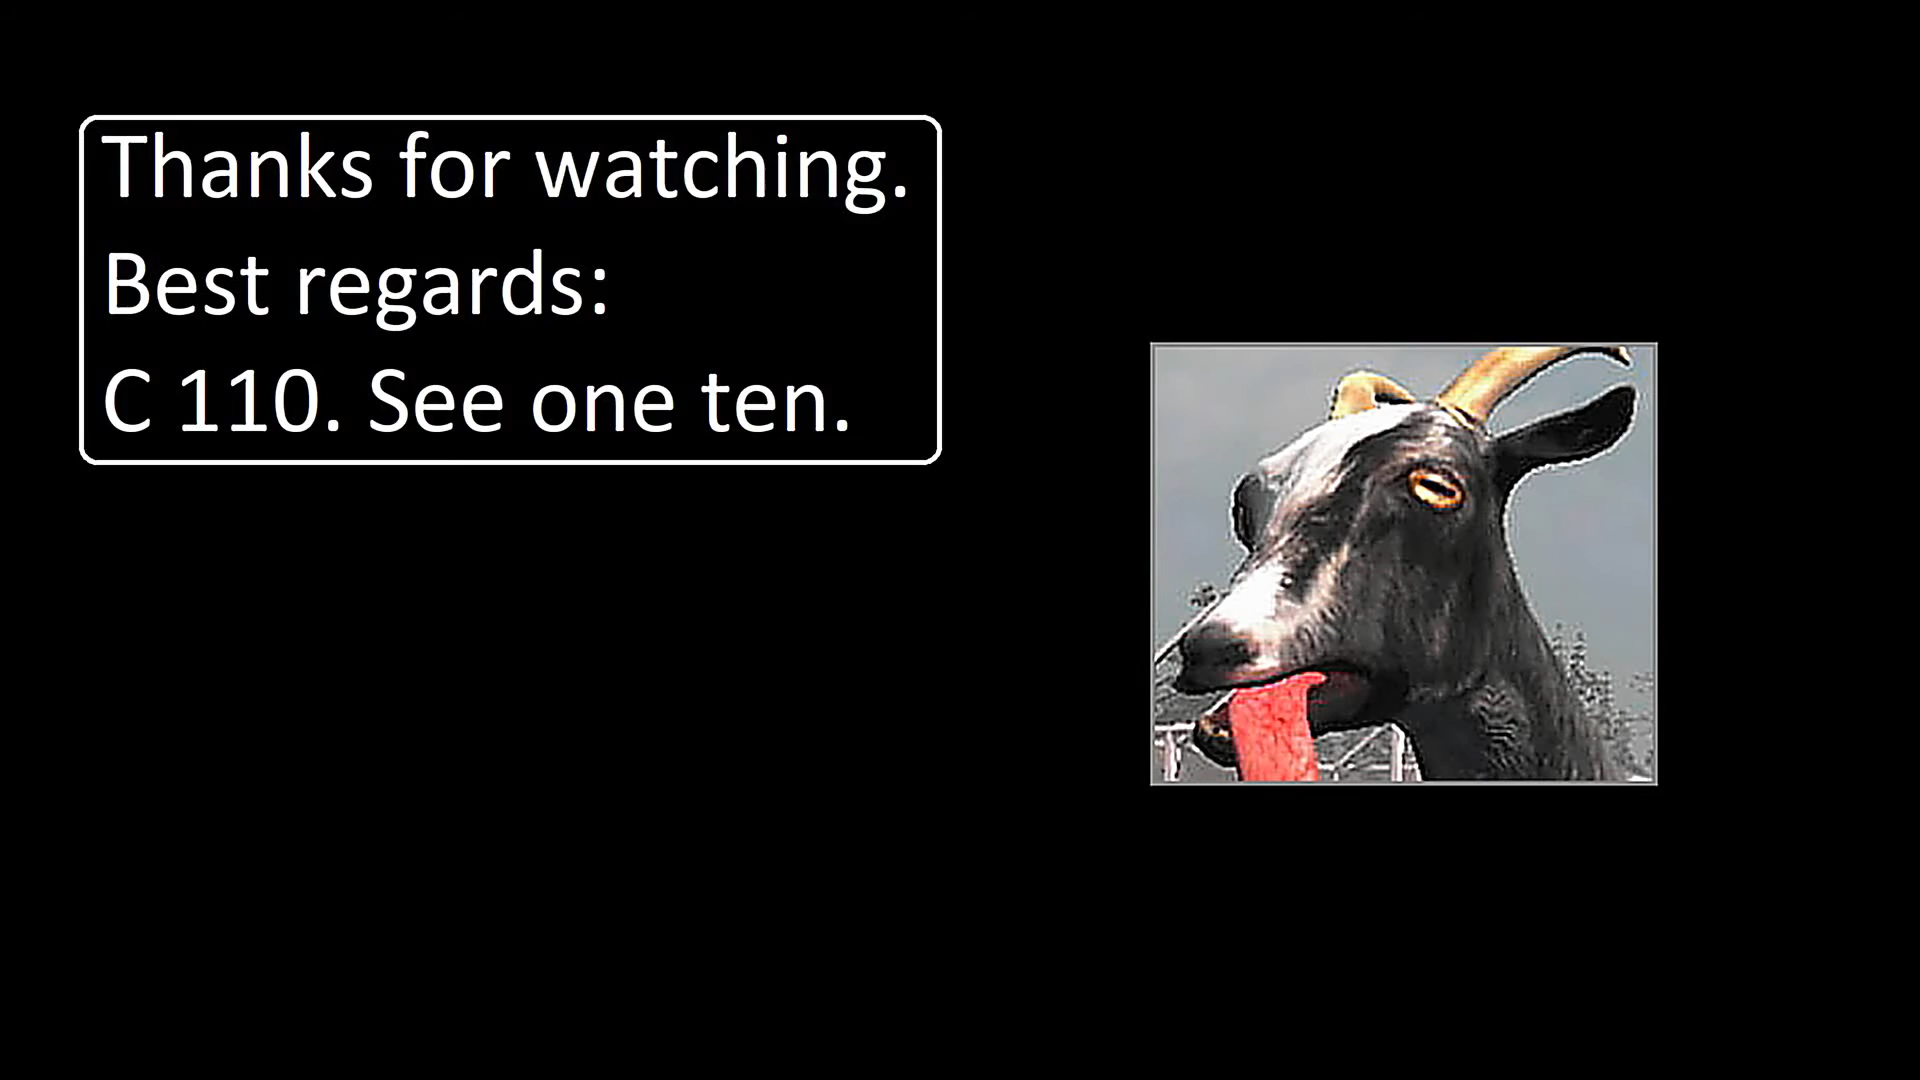 Thanks for watching.
Best regards:
C 110. See one ten.